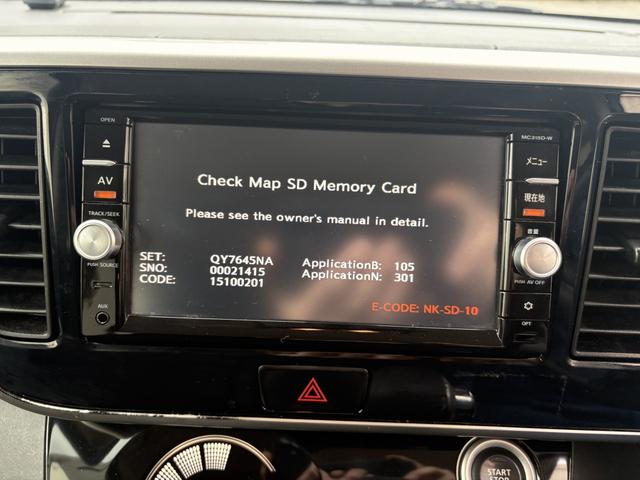 OPEN
MC315D-W
メニュー
AV
現在地
TRACK/SEEK
音量
PUSH SOURCE
PUSH AV OFF
AUX
OPT
Check Map SD Memory Card
Please see the owner's manual in detail.
SET: QY7645NA ApplicationB: 105
SNO: 00021415 ApplicationN: 301
CODE: 15100201
E-CODE: NK-SD-10
START
STOP